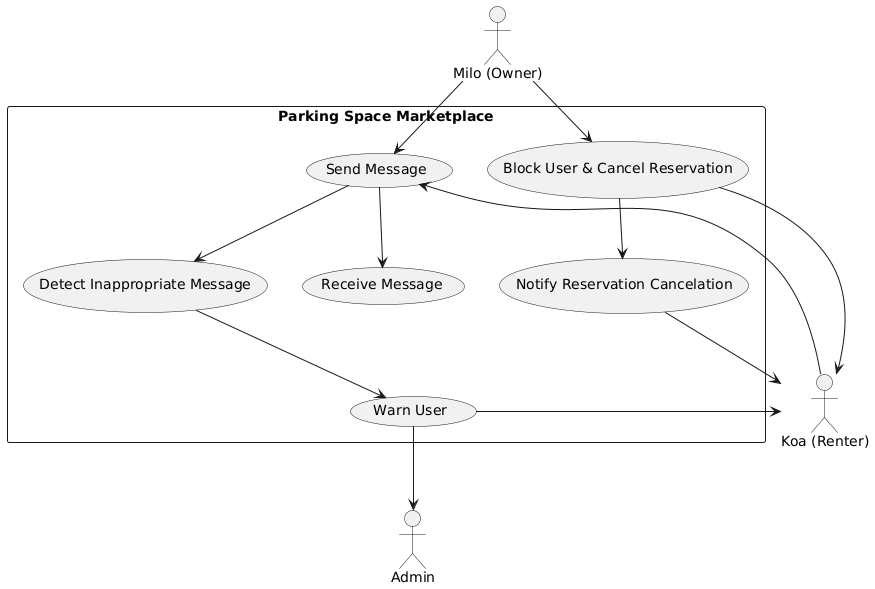 Milo (Owner)
Parking Space Marketplace
Send Message
Block User & Cancel Reservation
Detect Inappropriate Message
Receive Message
Notify Reservation Cancelation
Warn User
Koa (Renter)
Admin